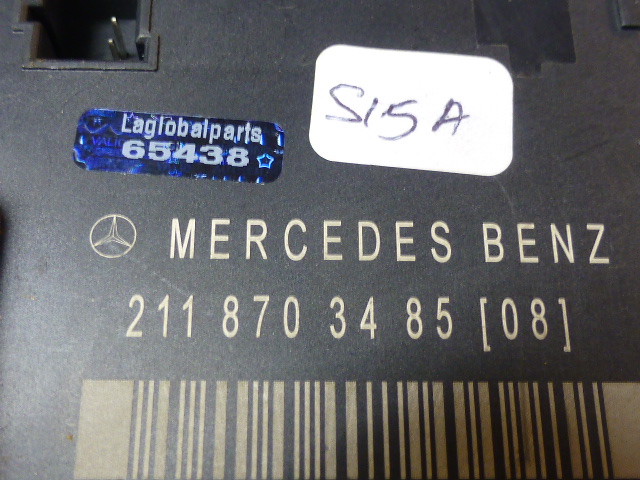 S15A
Laglobalparts
65438
MERCEDES BENZ
211 870 34 85 [08]